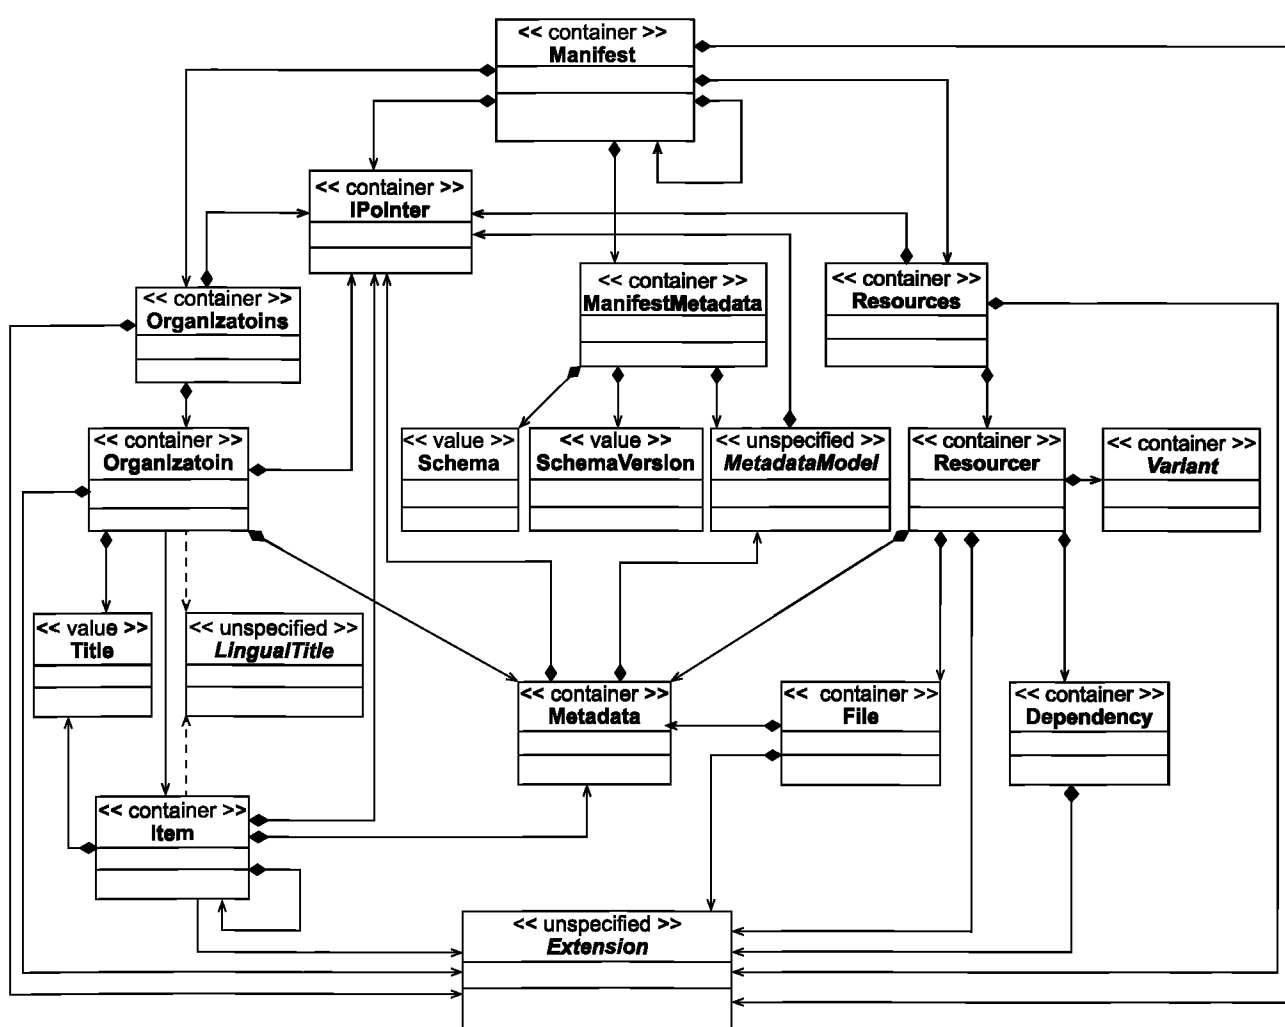 << container >>
Manifest
<< container >>
IPointer
<< container >>
Organizatoins
<< container >>
ManifestMetadata
<< container >>
Resources
<< container >>
Organizatoin
<< value >>
Schema
<< value >>
SchemaVersion
<< unspecified >>
MetadataModel
<< container >>
Resourcer
<< container >>
Variant
<< value >>
Title
<< unspecified >>
LingualTitle
<< container >>
Metadata
<< container >>
File
<< container >>
Dependency
<< container >>
Item
<< unspecified >>
Extension